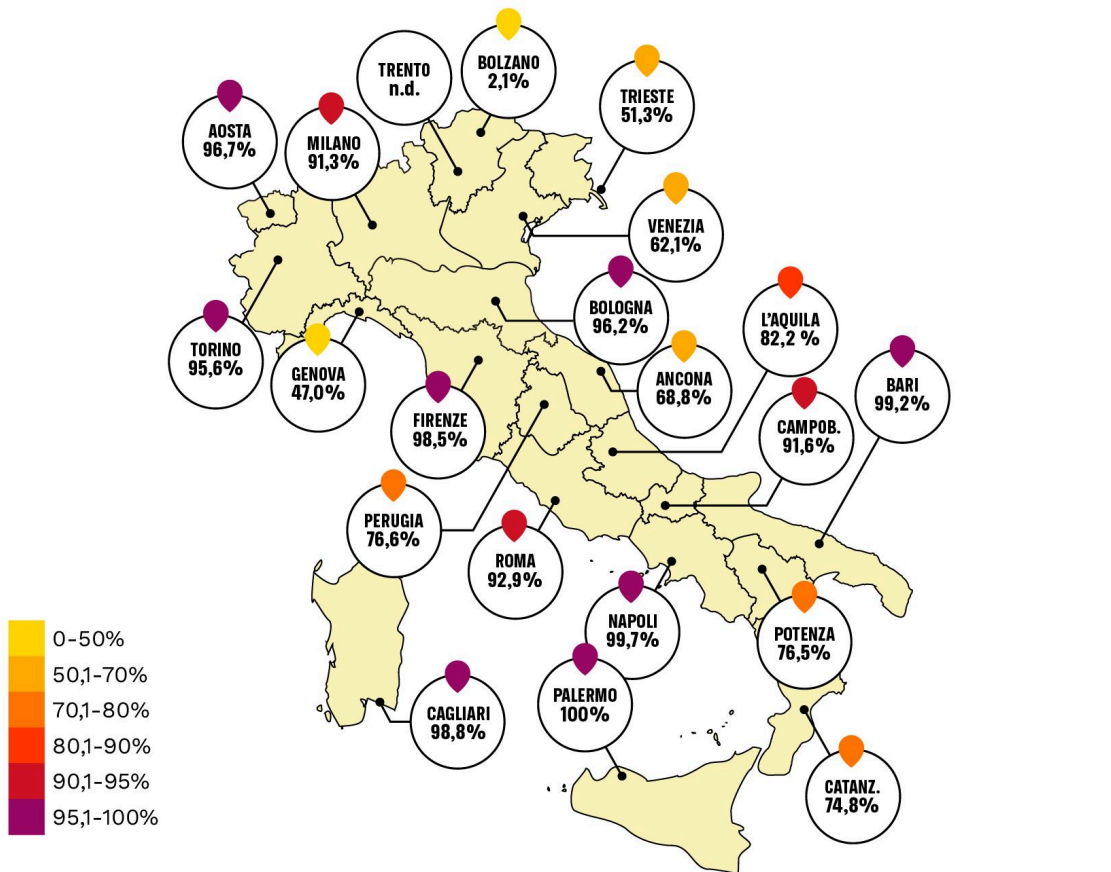 BOLZANO
2,1%
TRENTO
n.d.
TRIESTE
51,3%
AOSTA
96,7%
MILANO
91,3%
VENEZIA
62,1%
BOLOGNA
96,2%
L'AQUILA
82,2 %
TORINO
95,6%
GENOVA
47,0%
ANCONA
68,8%
BARI
99,2%
FIRENZE
98,5%
CAMPOB.
91,6%
PERUGIA
76,6%
ROMA
92,9%
NAPOLI
99,7%
POTENZA
76,5%
PALERMO
100%
CAGLIARI
98,8%
CATANZ.
74,8%
0-50%
50,1-70%
70,1-80%
80,1-90%
90,1-95%
95,1-100%